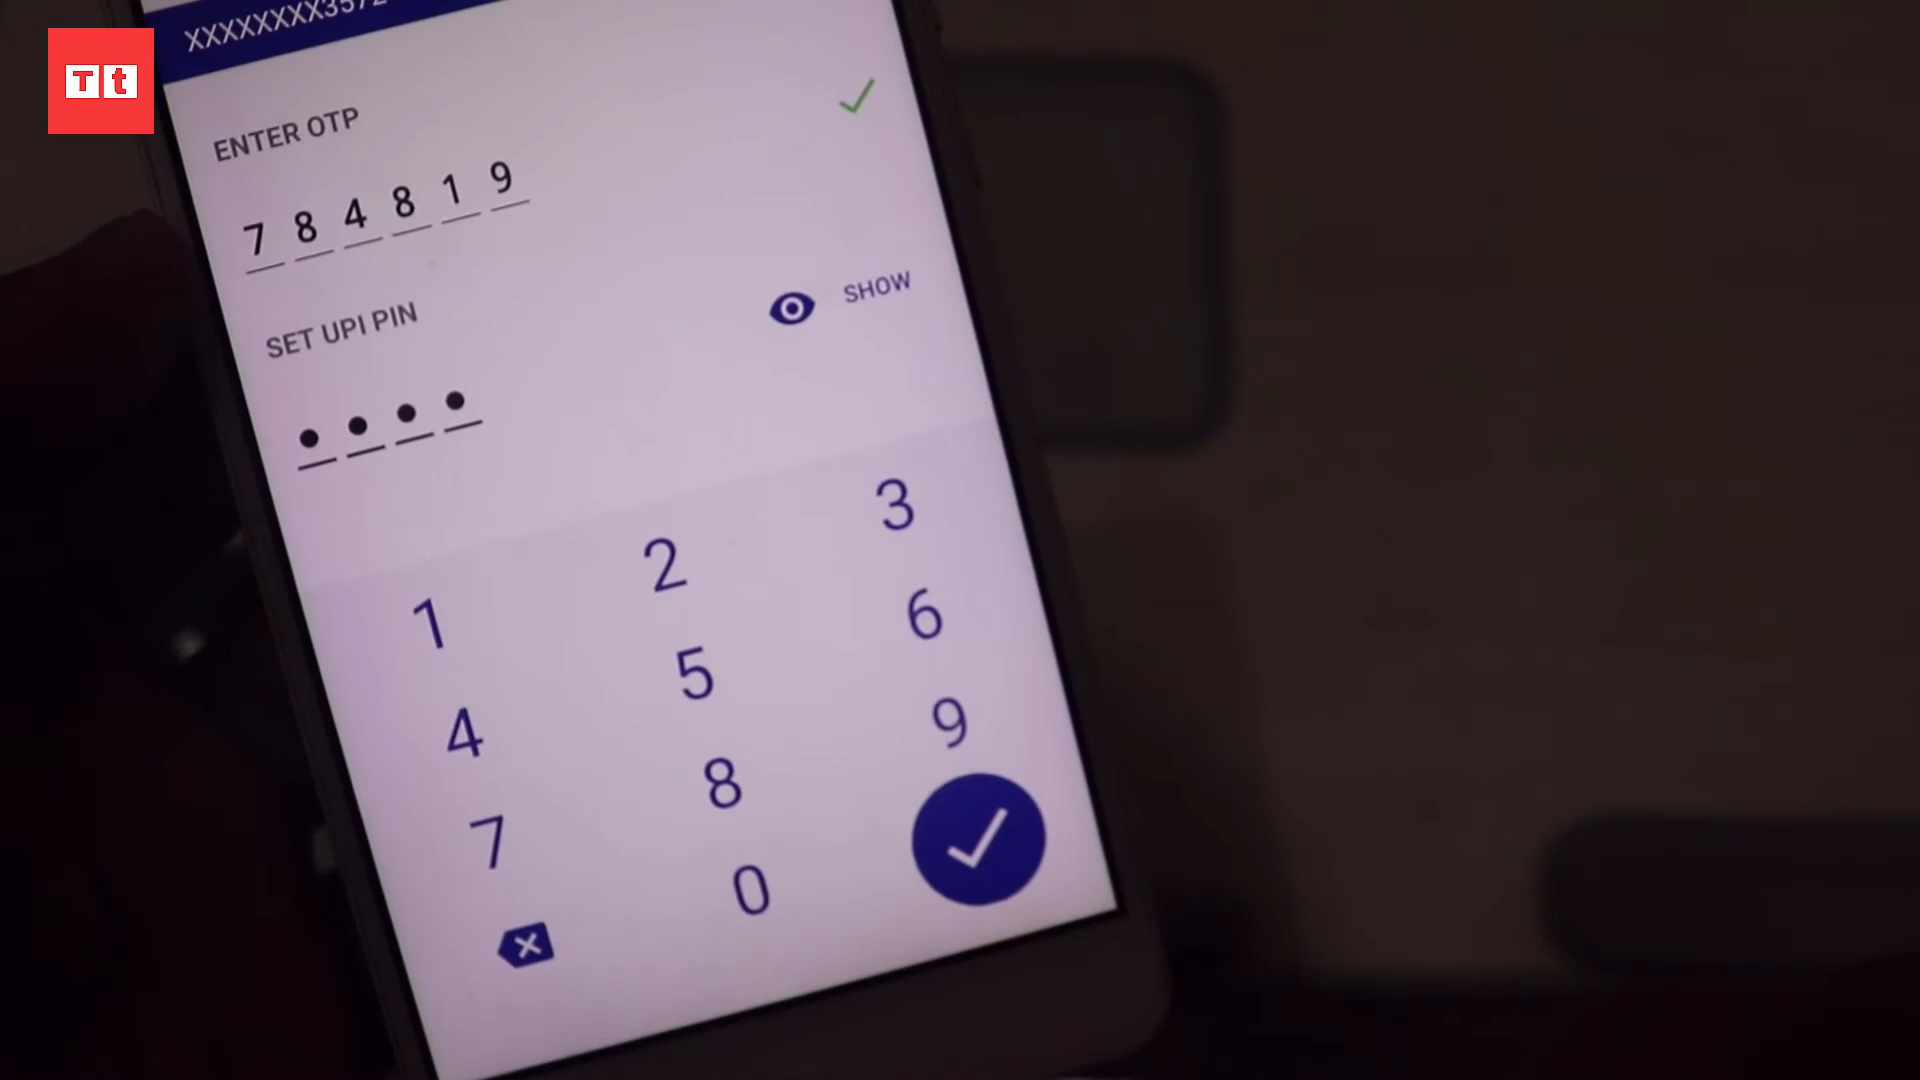 XXXXXXXX3572
Tt
ENTER OTP
7 8 4 8 1 9
SET UPI PIN
SHOW
1 2 3
4 5 6
7 8 9
0